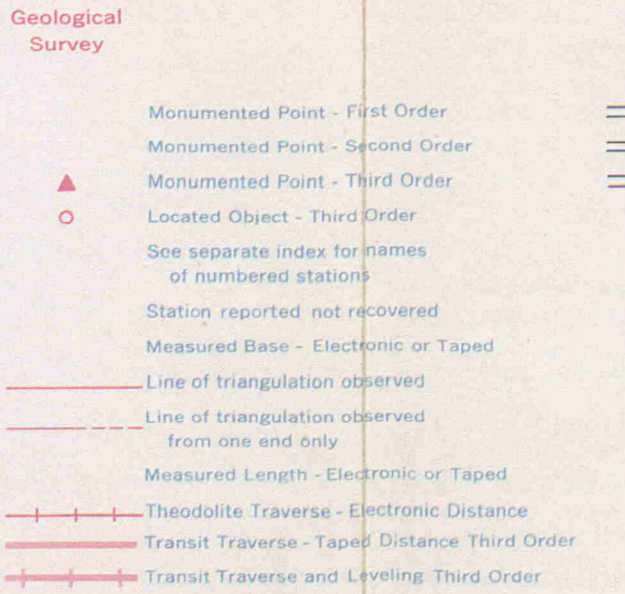 Geological
Survey
Monumented Point - First Order
Monumented Point - Second Order
Monumented Point - Third Order
Located Object - Third Order
See separate index for names
of numbered stations
Station reported not recovered
Measured Base - Electronic or Taped
Line of triangulation observed
Line of triangulation observed
from one end only
Measured Length - Electronic or Taped
Theodolite Traverse - Electronic Distance
Transit Traverse - Taped Distance Third Order
Transit Traverse and Leveling Third Order